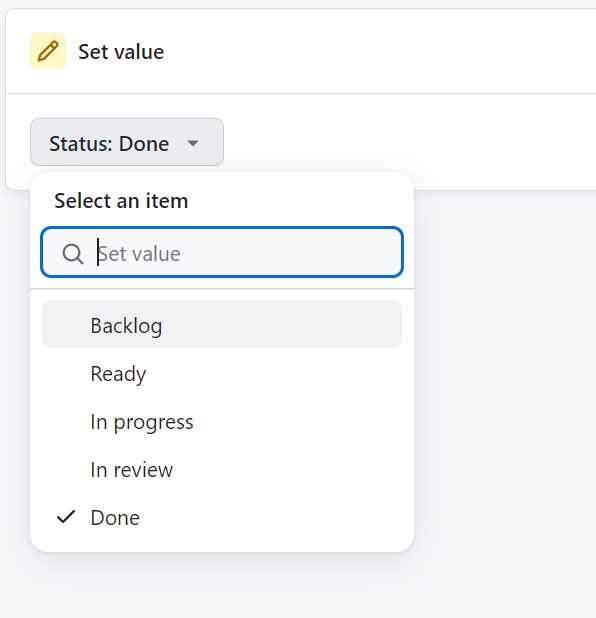 Set value
Status: Done
Select an item
Set value
Backlog
Ready
In progress
In review
Done